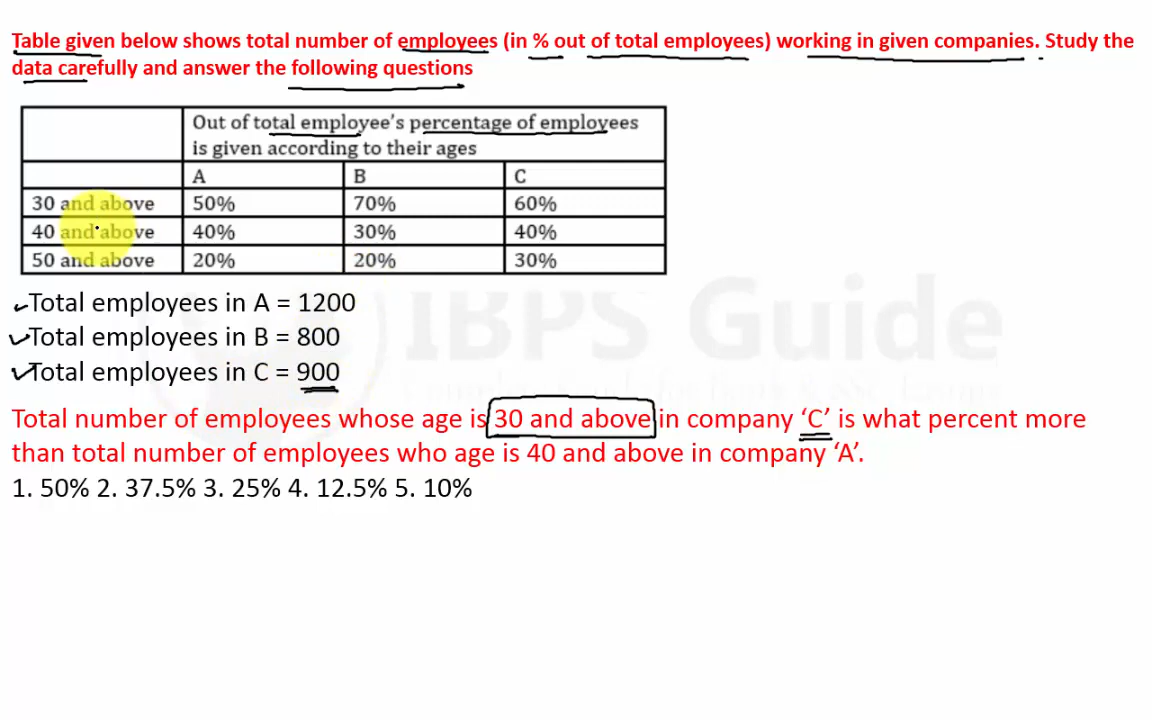 Table given below shows total number of employees (in % out of total employees) working in given companies. Study the
data carefully and answer the following questions
Out of total employee's percentage of employees
is given according to their ages
A B C
30 and above 50% 70% 60%
40 and above 40% 30% 40%
50 and above 20% 20% 30%
Total employees in A = 1200
Total employees in B = 800
Total employees in C = 900
IBPS Guide
Total number of employees whose age is 30 and above in company ‘C’ is what percent more
than total number of employees who age is 40 and above in company ‘A’.
1. 50% 2. 37.5% 3. 25% 4. 12.5% 5. 10%